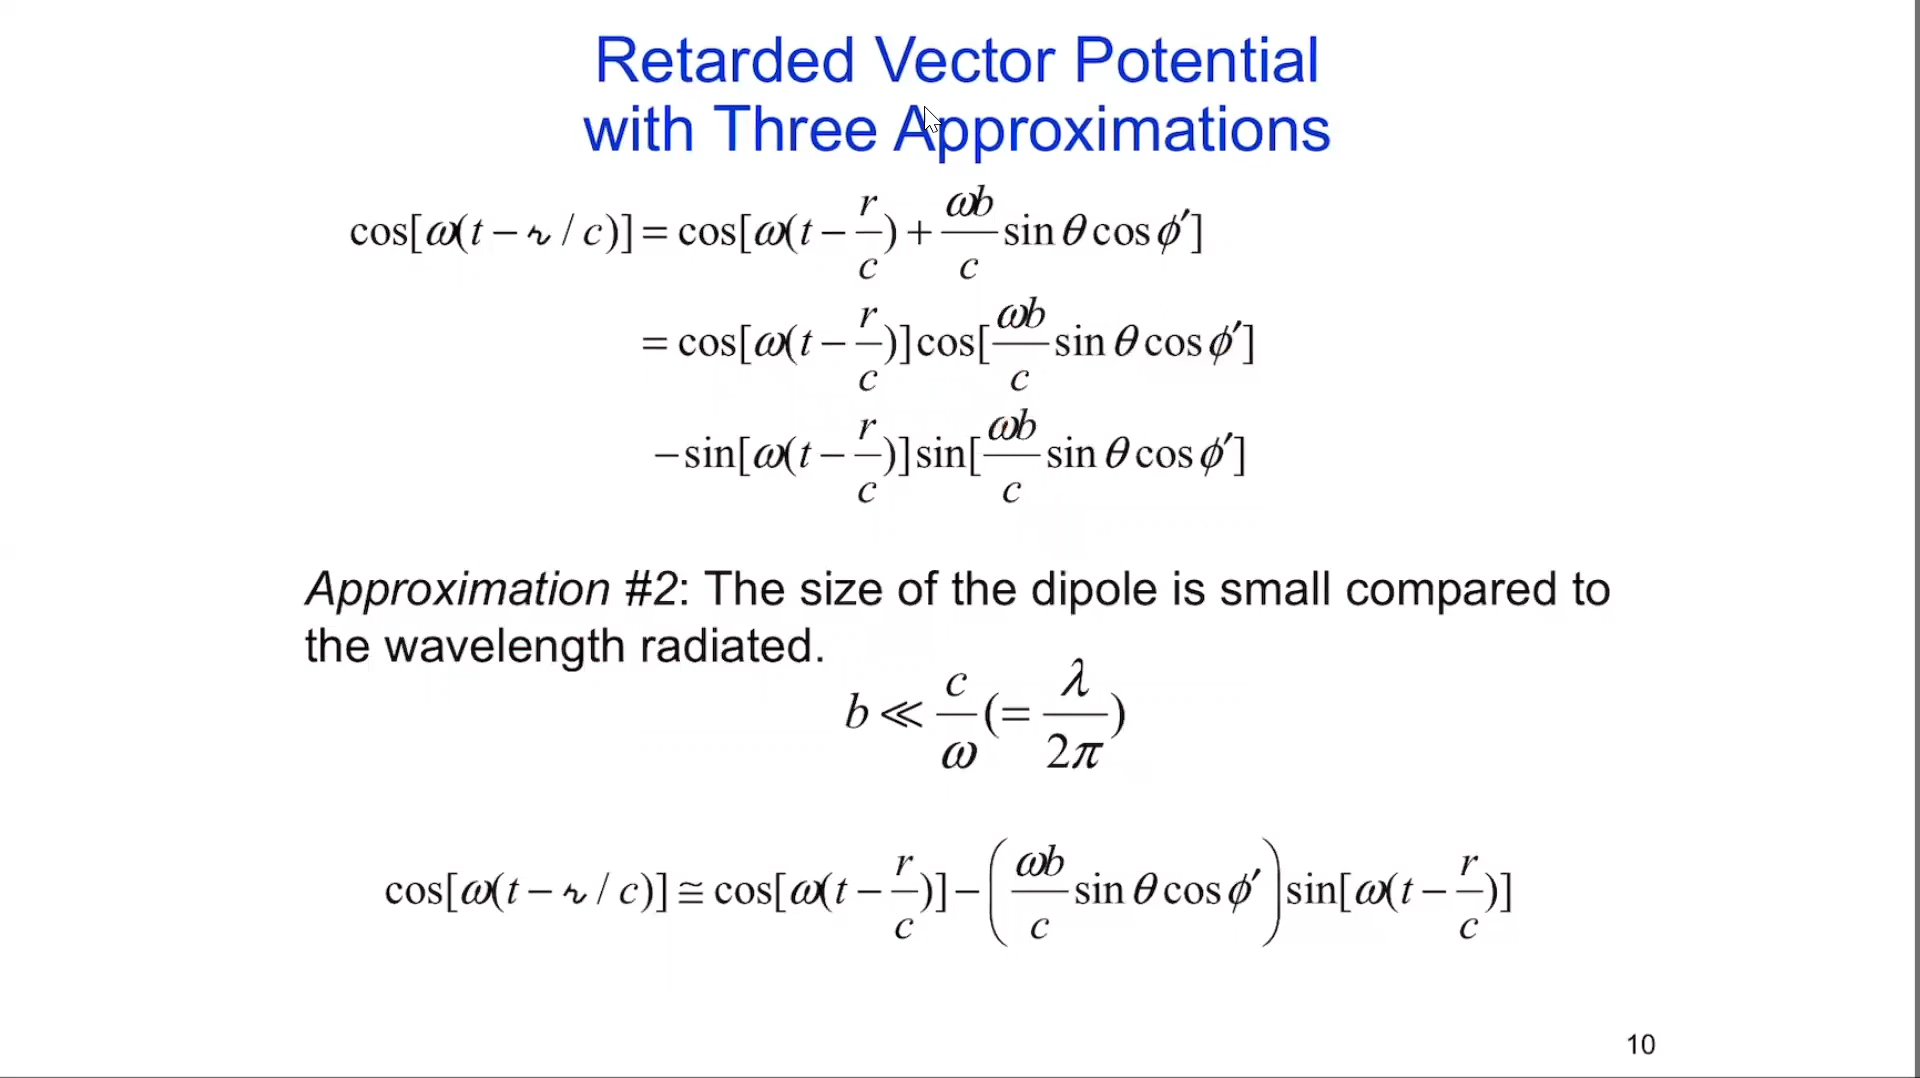 Retarded Vector Potential
with Three Approximations
cos[ω(t − 𝓇 / c)] = cos[ω(t − r/c) + ωb/c sin θ cos ϕ′]
= cos[ω(t − r/c)] cos[ωb/c sin θ cos ϕ′]
− sin[ω(t − r/c)] sin[ωb/c sin θ cos ϕ′]
Approximation #2: The size of the dipole is small compared to
the wavelength radiated.
b ≪ c/ω (= λ/2π)
cos[ω(t − 𝓇 / c)] ≅ cos[ω(t − r/c)] − (ωb/c sin θ cos ϕ′) sin[ω(t − r/c)]
10